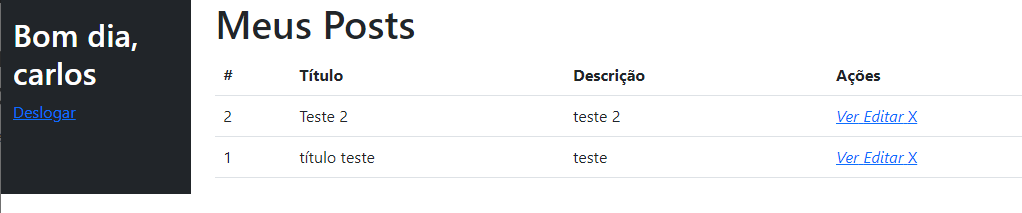 Bom dia,
carlos
Deslogar
Meus Posts
# Título Descrição Ações
2 Teste 2 teste 2 Ver Editar X
1 título teste teste Ver Editar X